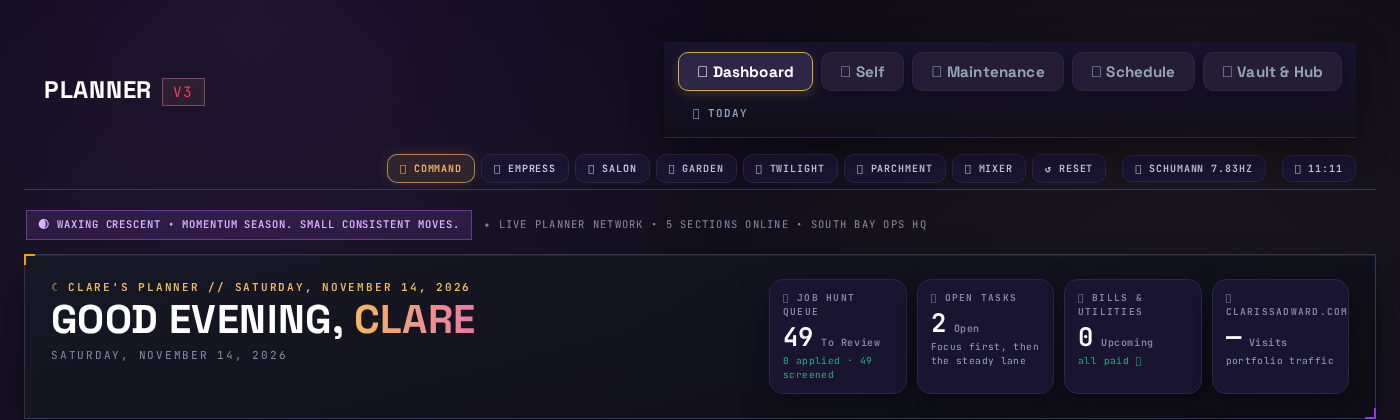 PLANNER V3
Dashboard
Self
Maintenance
Schedule
Vault & Hub
TODAY
COMMAND
EMPRESS
SALON
GARDEN
TWILIGHT
PARCHMENT
MIXER
↺ RESET
SCHUMANN 7.83HZ
11:11
WAXING CRESCENT • MOMENTUM SEASON. SMALL CONSISTENT MOVES.
✦ LIVE PLANNER NETWORK • 5 SECTIONS ONLINE • SOUTH BAY OPS HQ
☾ CLARE'S PLANNER // SATURDAY, NOVEMBER 14, 2026
GOOD EVENING, CLARE
SATURDAY, NOVEMBER 14, 2026
JOB HUNT
QUEUE
49 To Review
0 applied · 49
screened
OPEN TASKS
2 Open
Focus first, then
the steady lane
BILLS &
UTILITIES
0 Upcoming
all paid
CLARISSADWARD.COM
— Visits
portfolio traffic